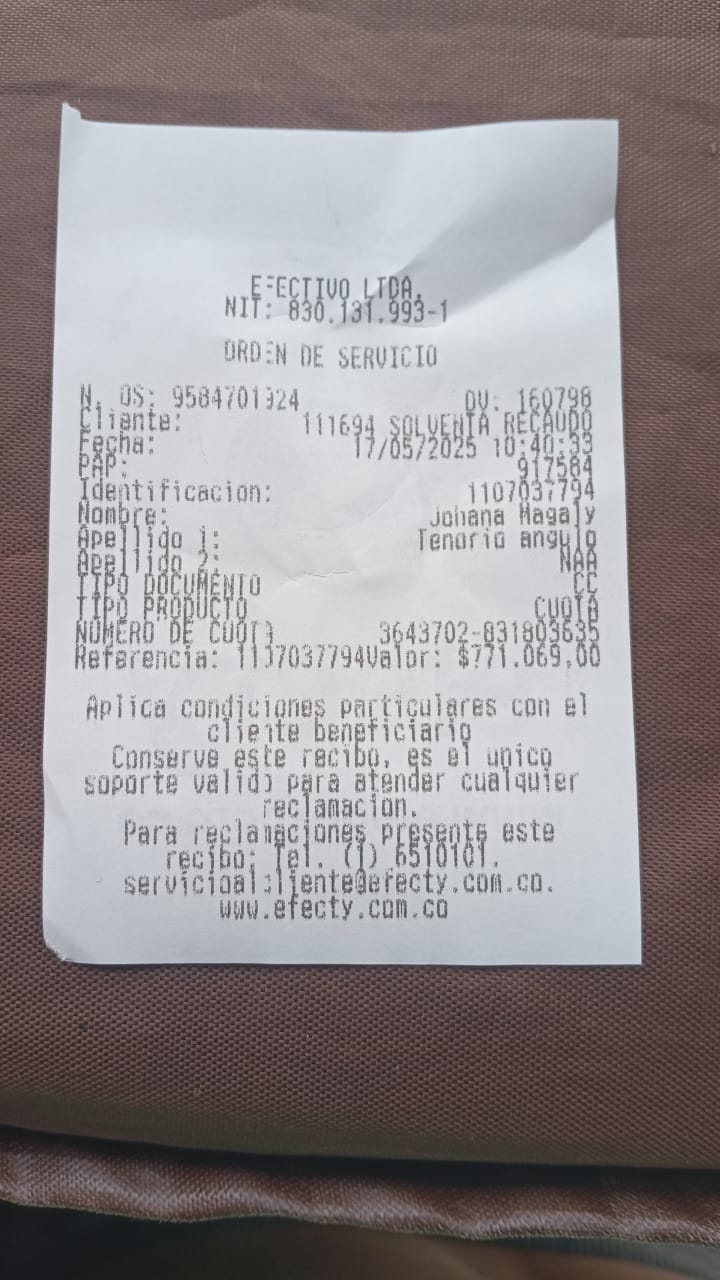 EFECTIVO LTDA.
NIT: 830.131.993-1
ORDEN DE SERVICIO
N. OS: 9584701924 DV: 160798
Cliente: 111694 SOLVENTA RECAUDO
Fecha: 17/05/2025 10:40:33
PAP: 917584
Identificacion: 1107037794
Nombre: Johana Magaly
Apellido 1: Tenorio angulo
Apellido 2: NAA
TIPO DOCUMENTO CC
TIPO PRODUCTO CUOTA
NUMERO DE CUOTA 3643702-831803635
Referencia: 1107037794Valor: $771.069,00
Aplica condiciones particulares con el
cliente beneficiario
Conserve este recibo, es el unico
soporte valido para atender cualquier
reclamacion.
Para reclamaciones presente este
recibo: Tel. (1) 6510101.
servicioalcliente@efecty.com.co.
www.efecty.com.co